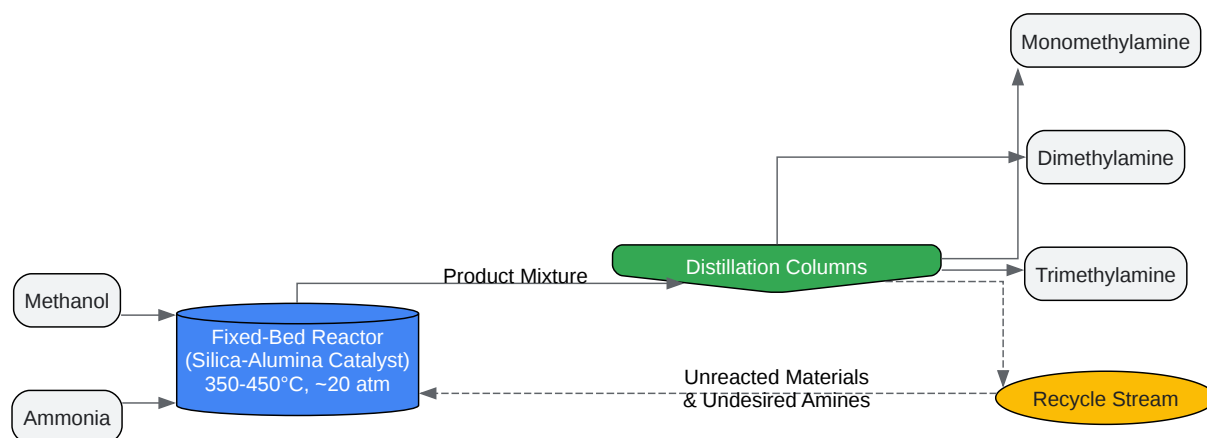 Monomethylamine
Dimethylamine
Distillation Columns
Trimethylamine
Product Mixture
Methanol
Fixed-Bed Reactor
(Silica-Alumina Catalyst)
350-450°C, ~20 atm
Unreacted Materials
& Undesired Amines
Recycle Stream
Ammonia